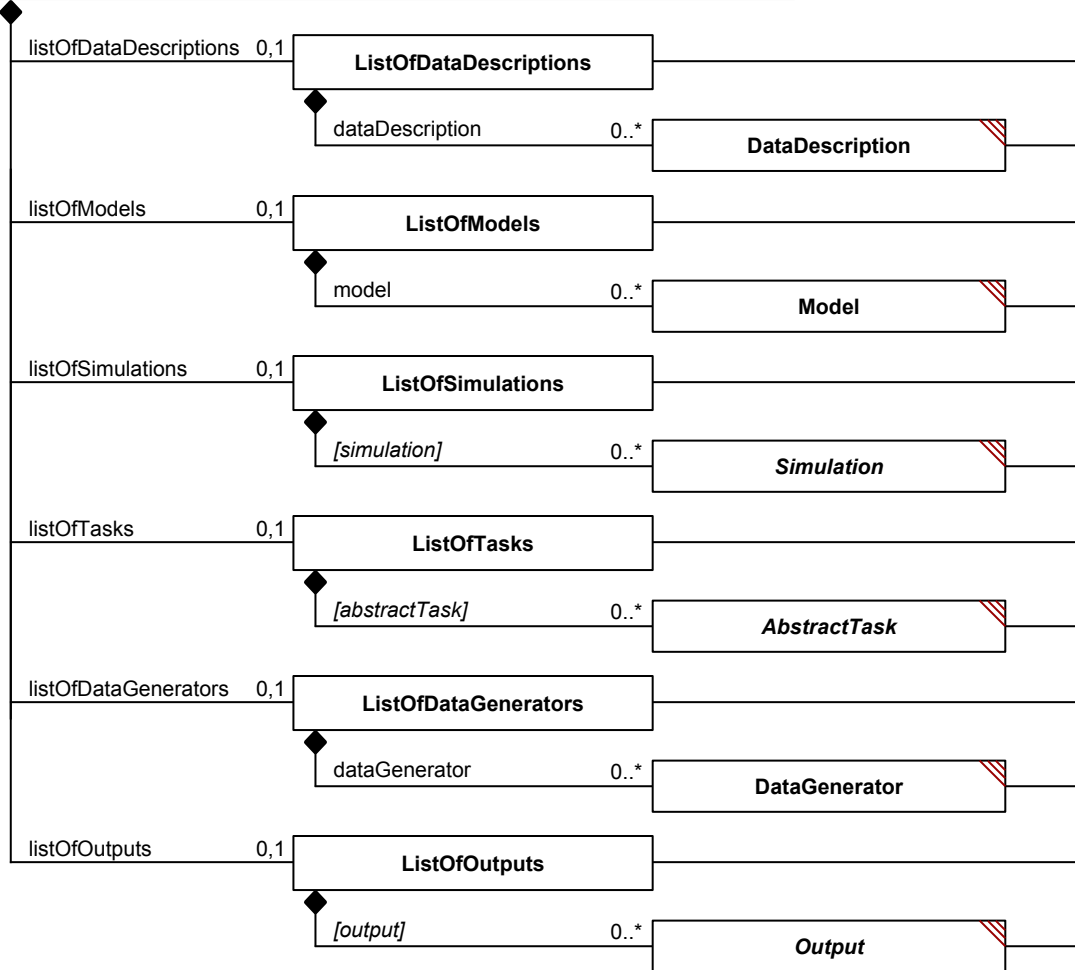 listOfDataDescriptions 0,1
ListOfDataDescriptions
dataDescription 0..*
DataDescription
listOfModels 0,1
ListOfModels
model 0..*
Model
listOfSimulations 0,1
ListOfSimulations
[simulation] 0..*
Simulation
listOfTasks 0,1
ListOfTasks
[abstractTask] 0..*
AbstractTask
listOfDataGenerators 0,1
ListOfDataGenerators
dataGenerator 0..*
DataGenerator
listOfOutputs 0,1
ListOfOutputs
[output] 0..*
Output